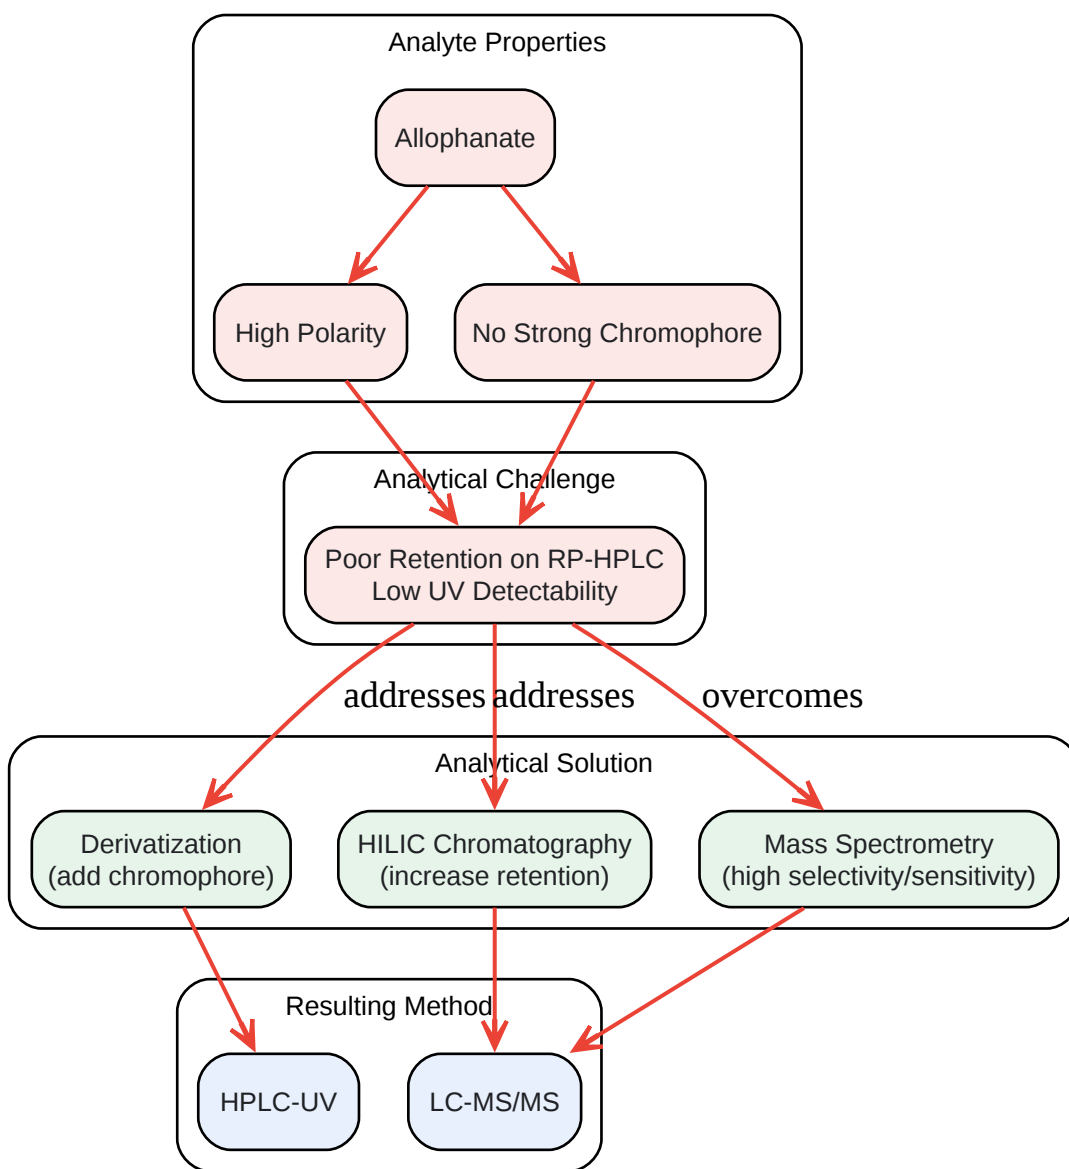 Analyte Properties
Allophanate
High Polarity
No Strong Chromophore
Analytical Challenge
Poor Retention on RP-HPLC
Low UV Detectability
addresses
addresses
overcomes
Analytical Solution
Derivatization
(add chromophore)
HILIC Chromatography
(increase retention)
Mass Spectrometry
(high selectivity/sensitivity)
Resulting Method
HPLC-UV
LC-MS/MS